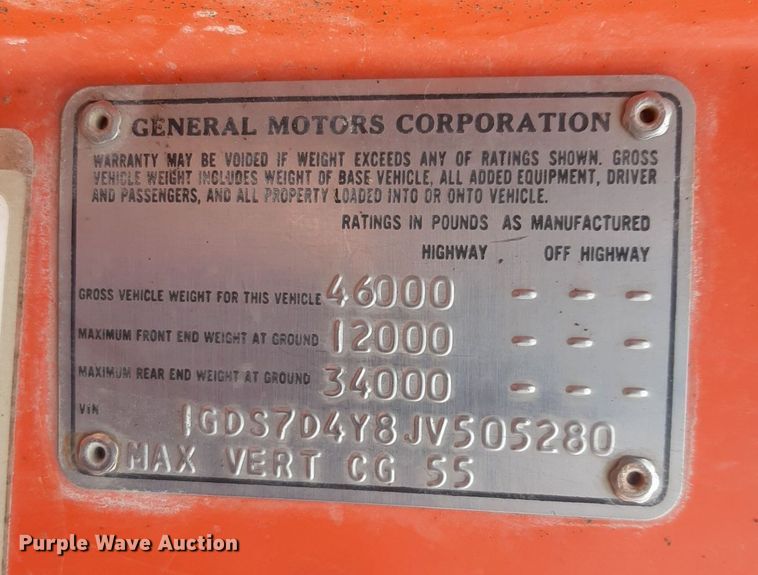 GENERAL MOTORS CORPORATION
WARRANTY MAY BE VOIDED IF WEIGHT EXCEEDS ANY OF RATINGS SHOWN. GROSS
VEHICLE WEIGHT INCLUDES WEIGHT OF BASE VEHICLE, ALL ADDED EQUIPMENT, DRIVER
AND PASSENGERS, AND ALL PROPERTY LOADED INTO OR ONTO VEHICLE.
RATINGS IN POUNDS AS MANUFACTURED
HIGHWAY OFF HIGHWAY
GROSS VEHICLE WEIGHT FOR THIS VEHICLE 46000 - - -
MAXIMUM FRONT END WEIGHT AT GROUND 12000 - - -
MAXIMUM REAR END WEIGHT AT GROUND 34000 - - -
VIN 1GDS7D4Y8JV505280
MAX VERT CG 55
Purple Wave Auction